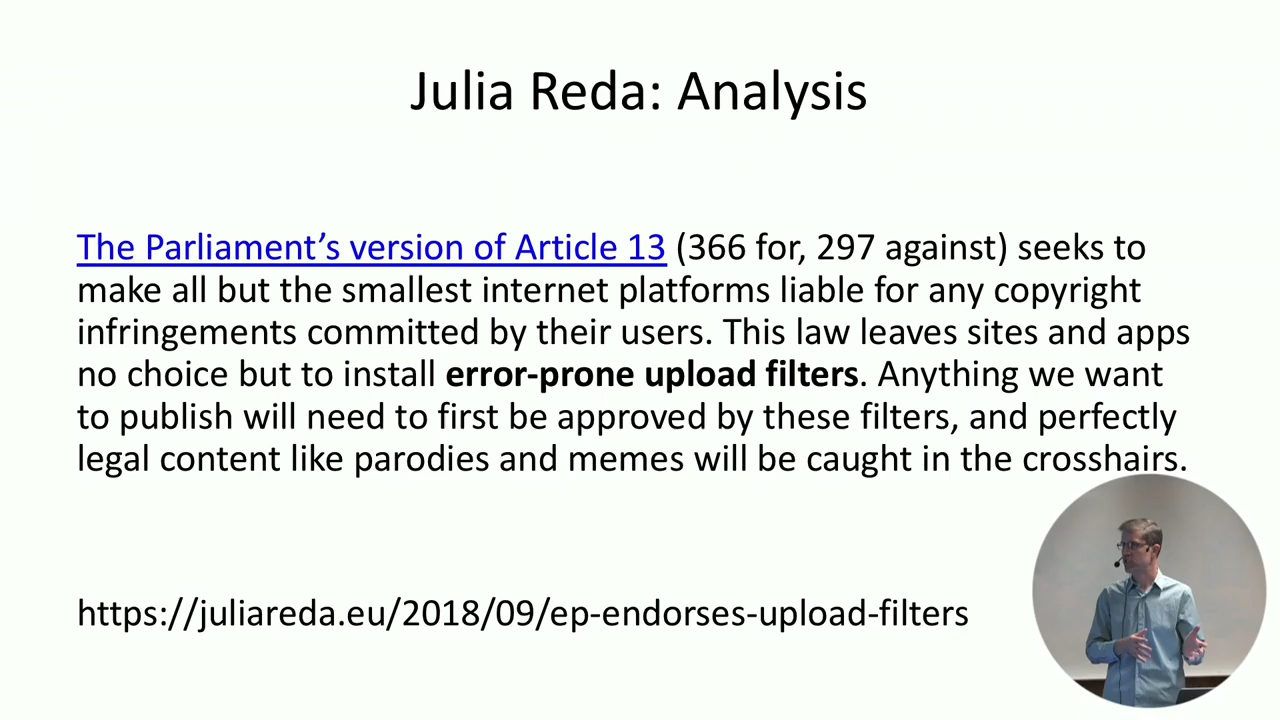 Julia Reda: Analysis
The Parliament’s version of Article 13 (366 for, 297 against) seeks to
make all but the smallest internet platforms liable for any copyright
infringements committed by their users. This law leaves sites and apps
no choice but to install error-prone upload filters. Anything we want
to publish will need to first be approved by these filters, and perfectly
legal content like parodies and memes will be caught in the crosshairs.
https://juliareda.eu/2018/09/ep-endorses-upload-filters